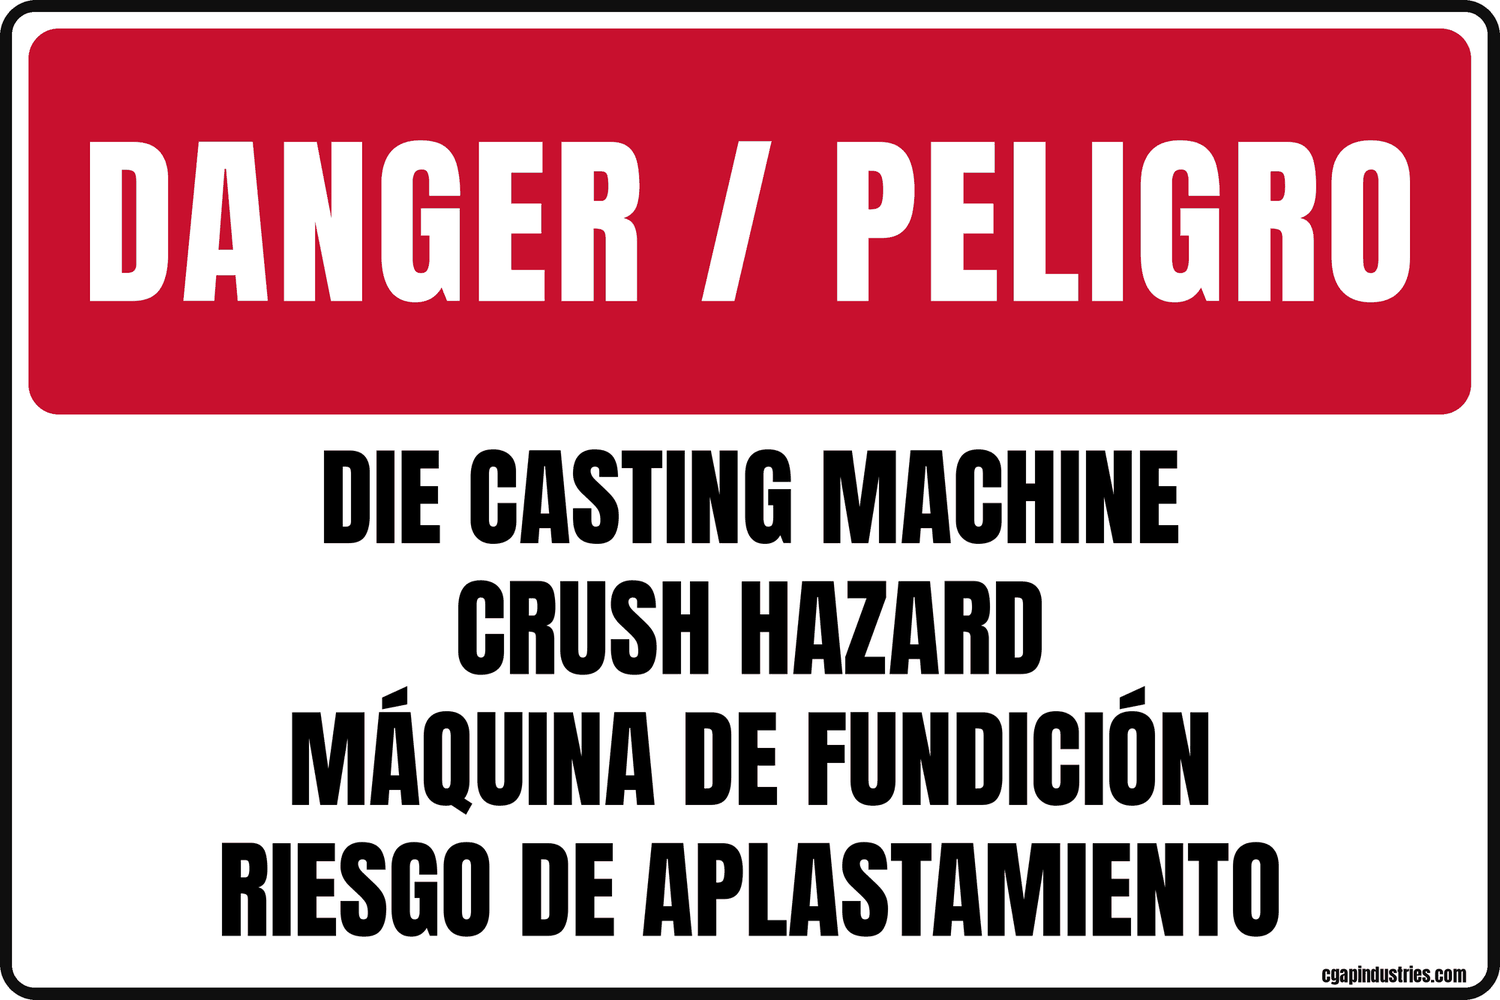 DANGER / PELIGRO
DIE CASTING MACHINE
CRUSH HAZARD
MÁQUINA DE FUNDICIÓN
RIESGO DE APLASTAMIENTO
cgapindustries.com